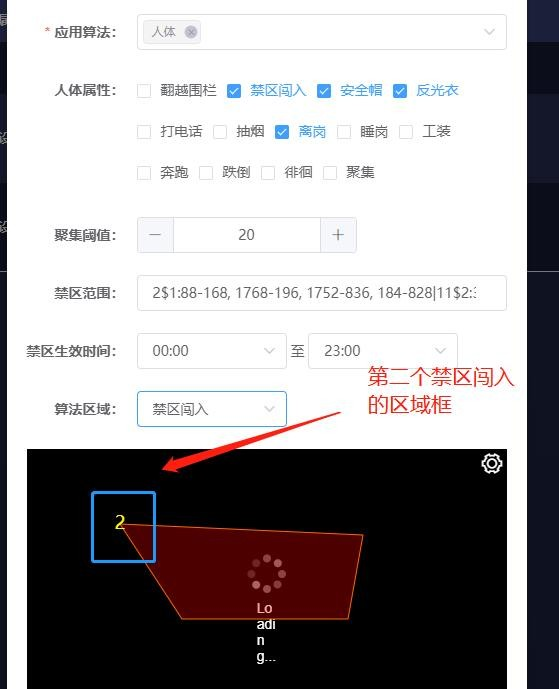 * 应用算法： 人体
人体属性： 翻越围栏 禁区闯入 安全帽 反光衣
打电话 抽烟 离岗 睡岗 工装
奔跑 跌倒 徘徊 聚集
聚集阈值： 20
禁区范围： 2$1:88-168, 1768-196, 1752-836, 184-828|11$2:
禁区生效时间： 00:00 至 23:00
第二个禁区闯入
的区域框
算法区域： 禁区闯入
2
Lo
adi
n
g...